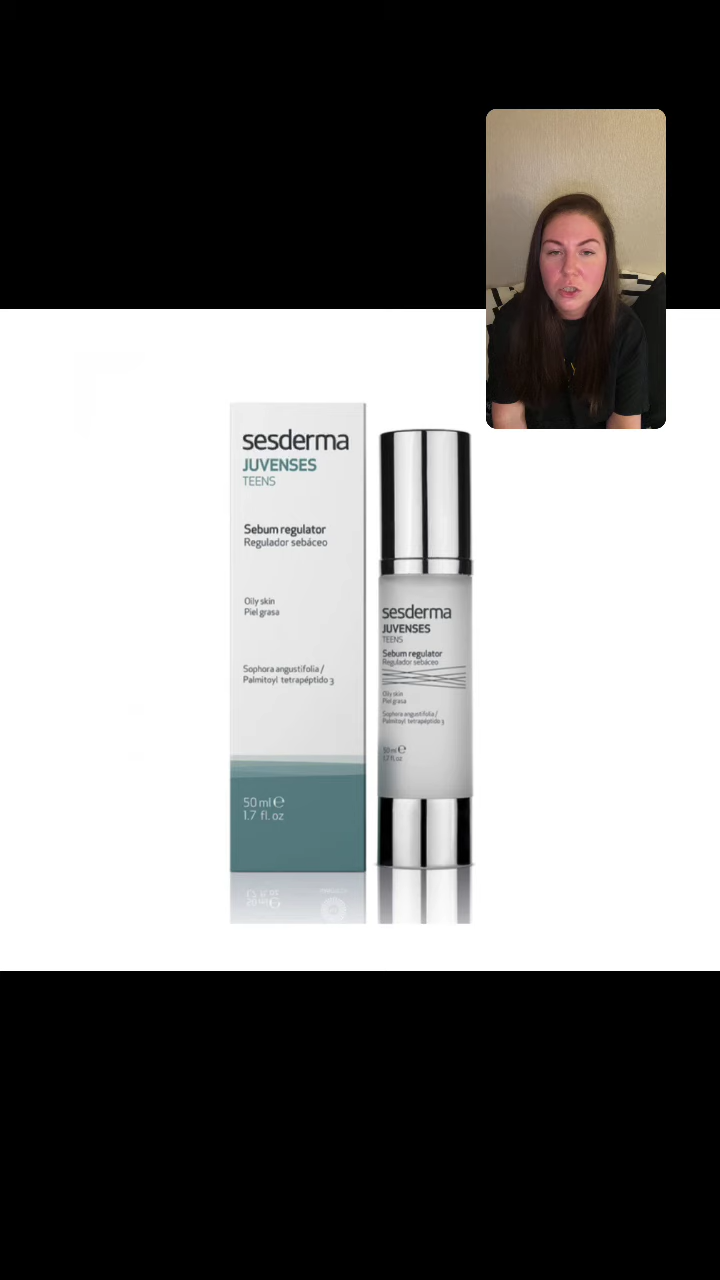 sesderma
JUVENSES
TEENS
Sebum regulator
Regulador sebáceo
Oily skin
Piel grasa
Sophora angustifolia /
Palmitoyl tetrapéptido 3
50 ml ℮
1.7 fl. oz
sesderma
JUVENSES
TEENS
Sebum regulator
Regulador sebáceo
Oily skin
Piel grasa
Sophora angustifolia /
Palmitoyl tetrapéptido 3
50 ml ℮
1.7 fl. oz